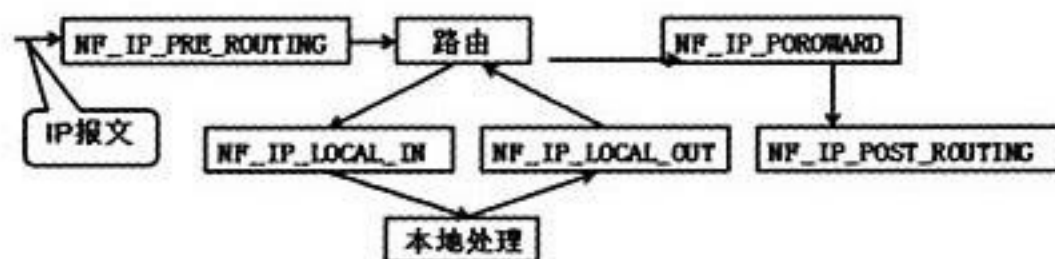 NF_IP_PRE_ROUTING
路由
NF_IP_POROWARD
IP报文
NF_IP_LOCAL_IN
NF_IP_LOCAL_OUT
NF_IP_POST_ROUTING
本地处理